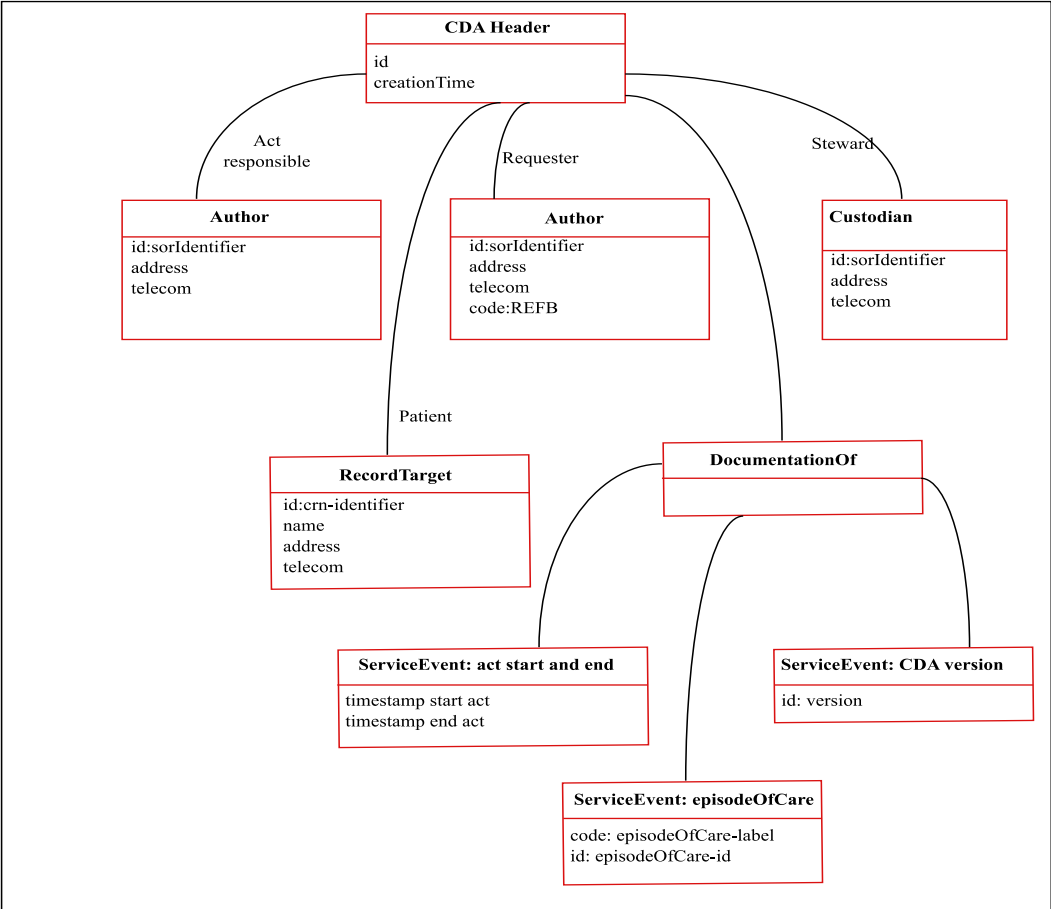 CDA Header
id
creationTime
Act
responsible
Requester
Steward
Author
id:sorIdentifier
address
telecom
Author
id:sorIdentifier
address
telecom
code:REFB
Custodian
id:sorIdentifier
address
telecom
Patient
RecordTarget
id:crn-identifier
name
address
telecom
DocumentationOf
ServiceEvent: act start and end
timestamp start act
timestamp end act
ServiceEvent: CDA version
id: version
ServiceEvent: episodeOfCare
code: episodeOfCare-label
id: episodeOfCare-id